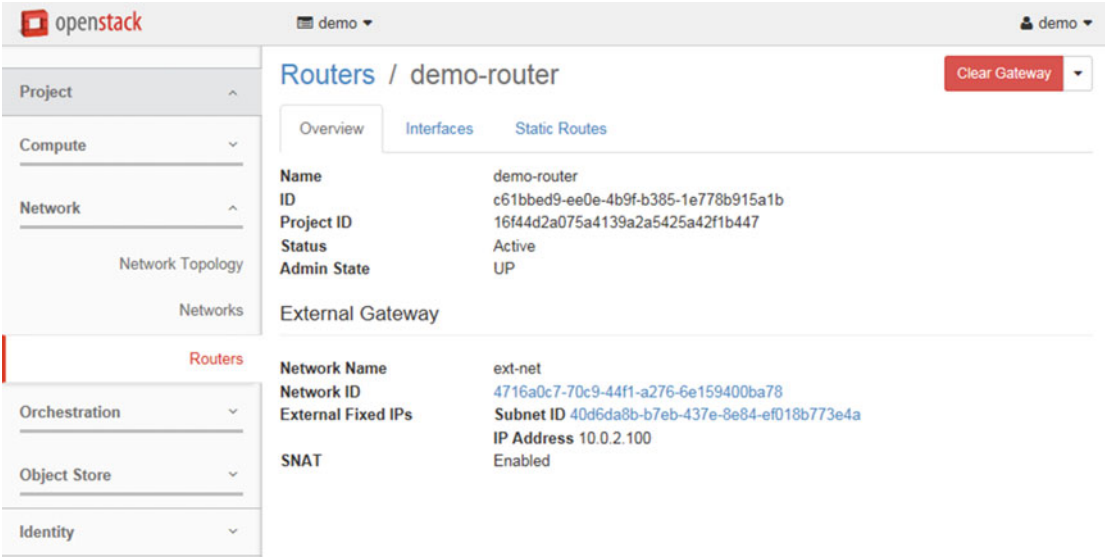 openstack
demo
demo
Project
Compute
Network
Network Topology
Networks
Routers
Orchestration
Object Store
Identity
Routers / demo-router
Clear Gateway
Overview Interfaces Static Routes
Name demo-router
ID c61bbed9-ee0e-4b9f-b385-1e778b915a1b
Project ID 16f44d2a075a4139a2a5425a42f1b447
Status Active
Admin State UP
External Gateway
Network Name ext-net
Network ID 4716a0c7-70c9-44f1-a276-6e159400ba78
External Fixed IPs Subnet ID 40d6da8b-b7eb-437e-8e84-ef018b773e4a
IP Address 10.0.2.100
SNAT Enabled